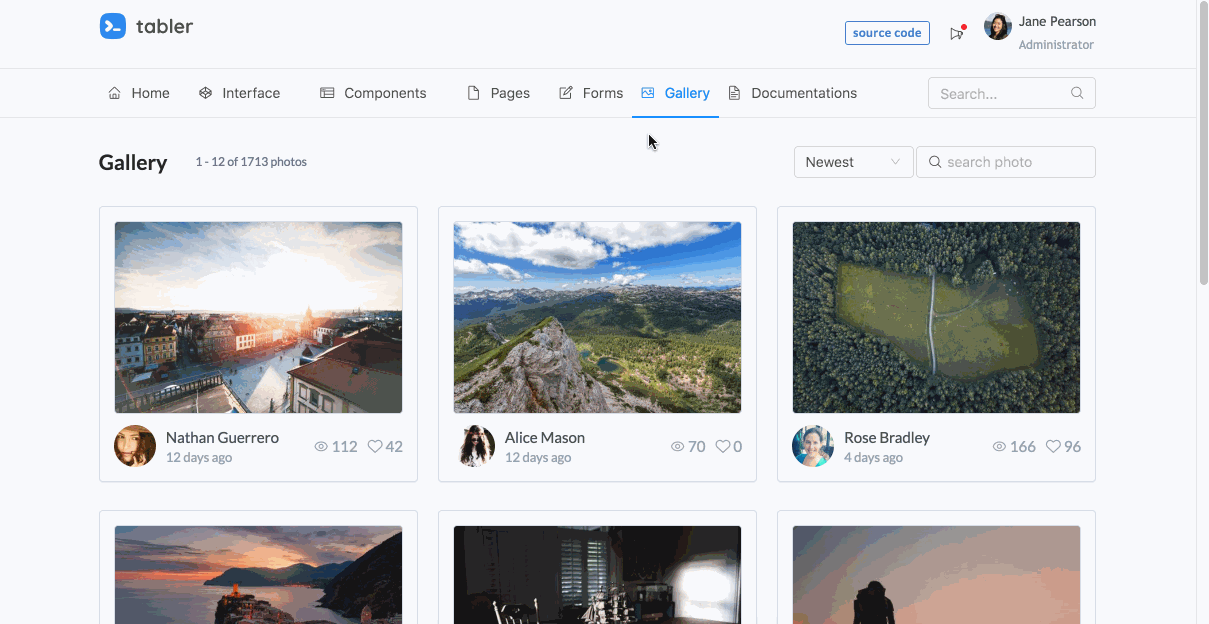 tabler
source code
Jane Pearson
Administrator
Home Interface Components Pages Forms Gallery Documentations Search...
Gallery 1 - 12 of 1713 photos Newest search photo
Nathan Guerrero 112 42
12 days ago
Alice Mason 70 0
12 days ago
Rose Bradley 166 96
4 days ago